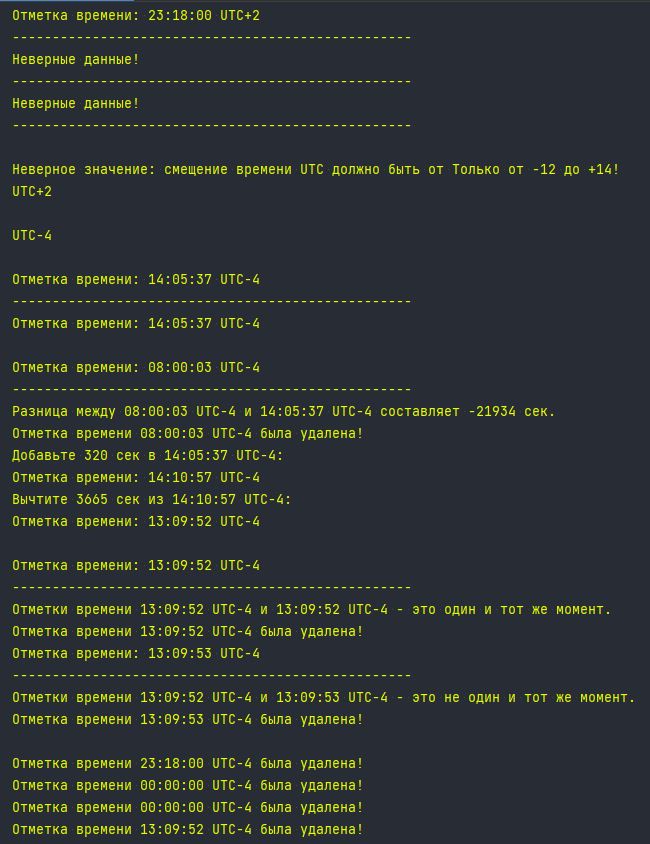 Отметка времени: 23:18:00 UTC+2
--------------------------------------------------
Неверные данные!
--------------------------------------------------
Неверные данные!
--------------------------------------------------
Неверное значение: смещение времени UTC должно быть от Только от -12 до +14!
UTC+2
UTC-4
Отметка времени: 14:05:37 UTC-4
--------------------------------------------------
Отметка времени: 14:05:37 UTC-4
Отметка времени: 08:00:03 UTC-4
--------------------------------------------------
Разница между 08:00:03 UTC-4 и 14:05:37 UTC-4 составляет -21934 сек.
Отметка времени 08:00:03 UTC-4 была удалена!
Добавьте 320 сек в 14:05:37 UTC-4:
Отметка времени: 14:10:57 UTC-4
Вычтите 3665 сек из 14:10:57 UTC-4:
Отметка времени: 13:09:52 UTC-4
Отметка времени: 13:09:52 UTC-4
--------------------------------------------------
Отметки времени 13:09:52 UTC-4 и 13:09:52 UTC-4 - это один и тот же момент.
Отметка времени 13:09:52 UTC-4 была удалена!
Отметка времени: 13:09:53 UTC-4
--------------------------------------------------
Отметки времени 13:09:52 UTC-4 и 13:09:53 UTC-4 - это не один и тот же момент.
Отметка времени 13:09:53 UTC-4 была удалена!
Отметка времени 23:18:00 UTC-4 была удалена!
Отметка времени 00:00:00 UTC-4 была удалена!
Отметка времени 00:00:00 UTC-4 была удалена!
Отметка времени 13:09:52 UTC-4 была удалена!